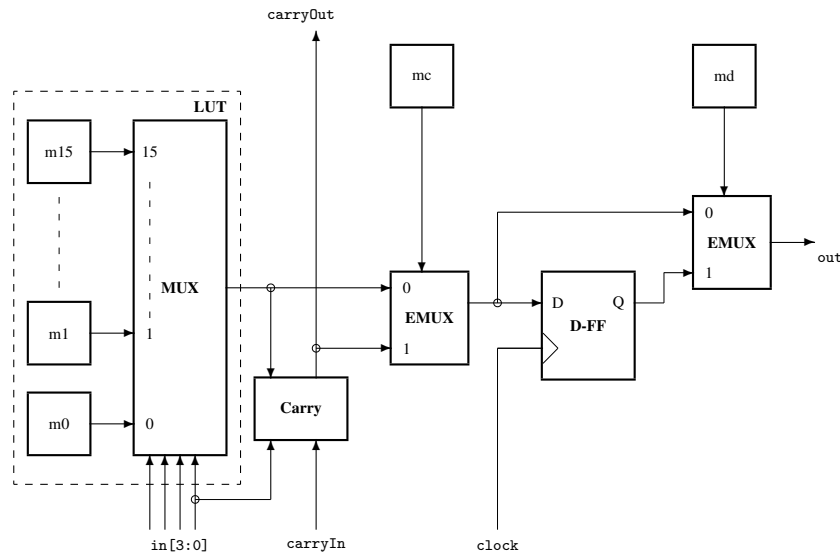 carryOut
mc
md
LUT
m15
15
0
EMUX
1
out
MUX
0
EMUX
1
D
Q
D-FF
m1
1
Carry
m0
0
in[3:0]
carryIn
clock